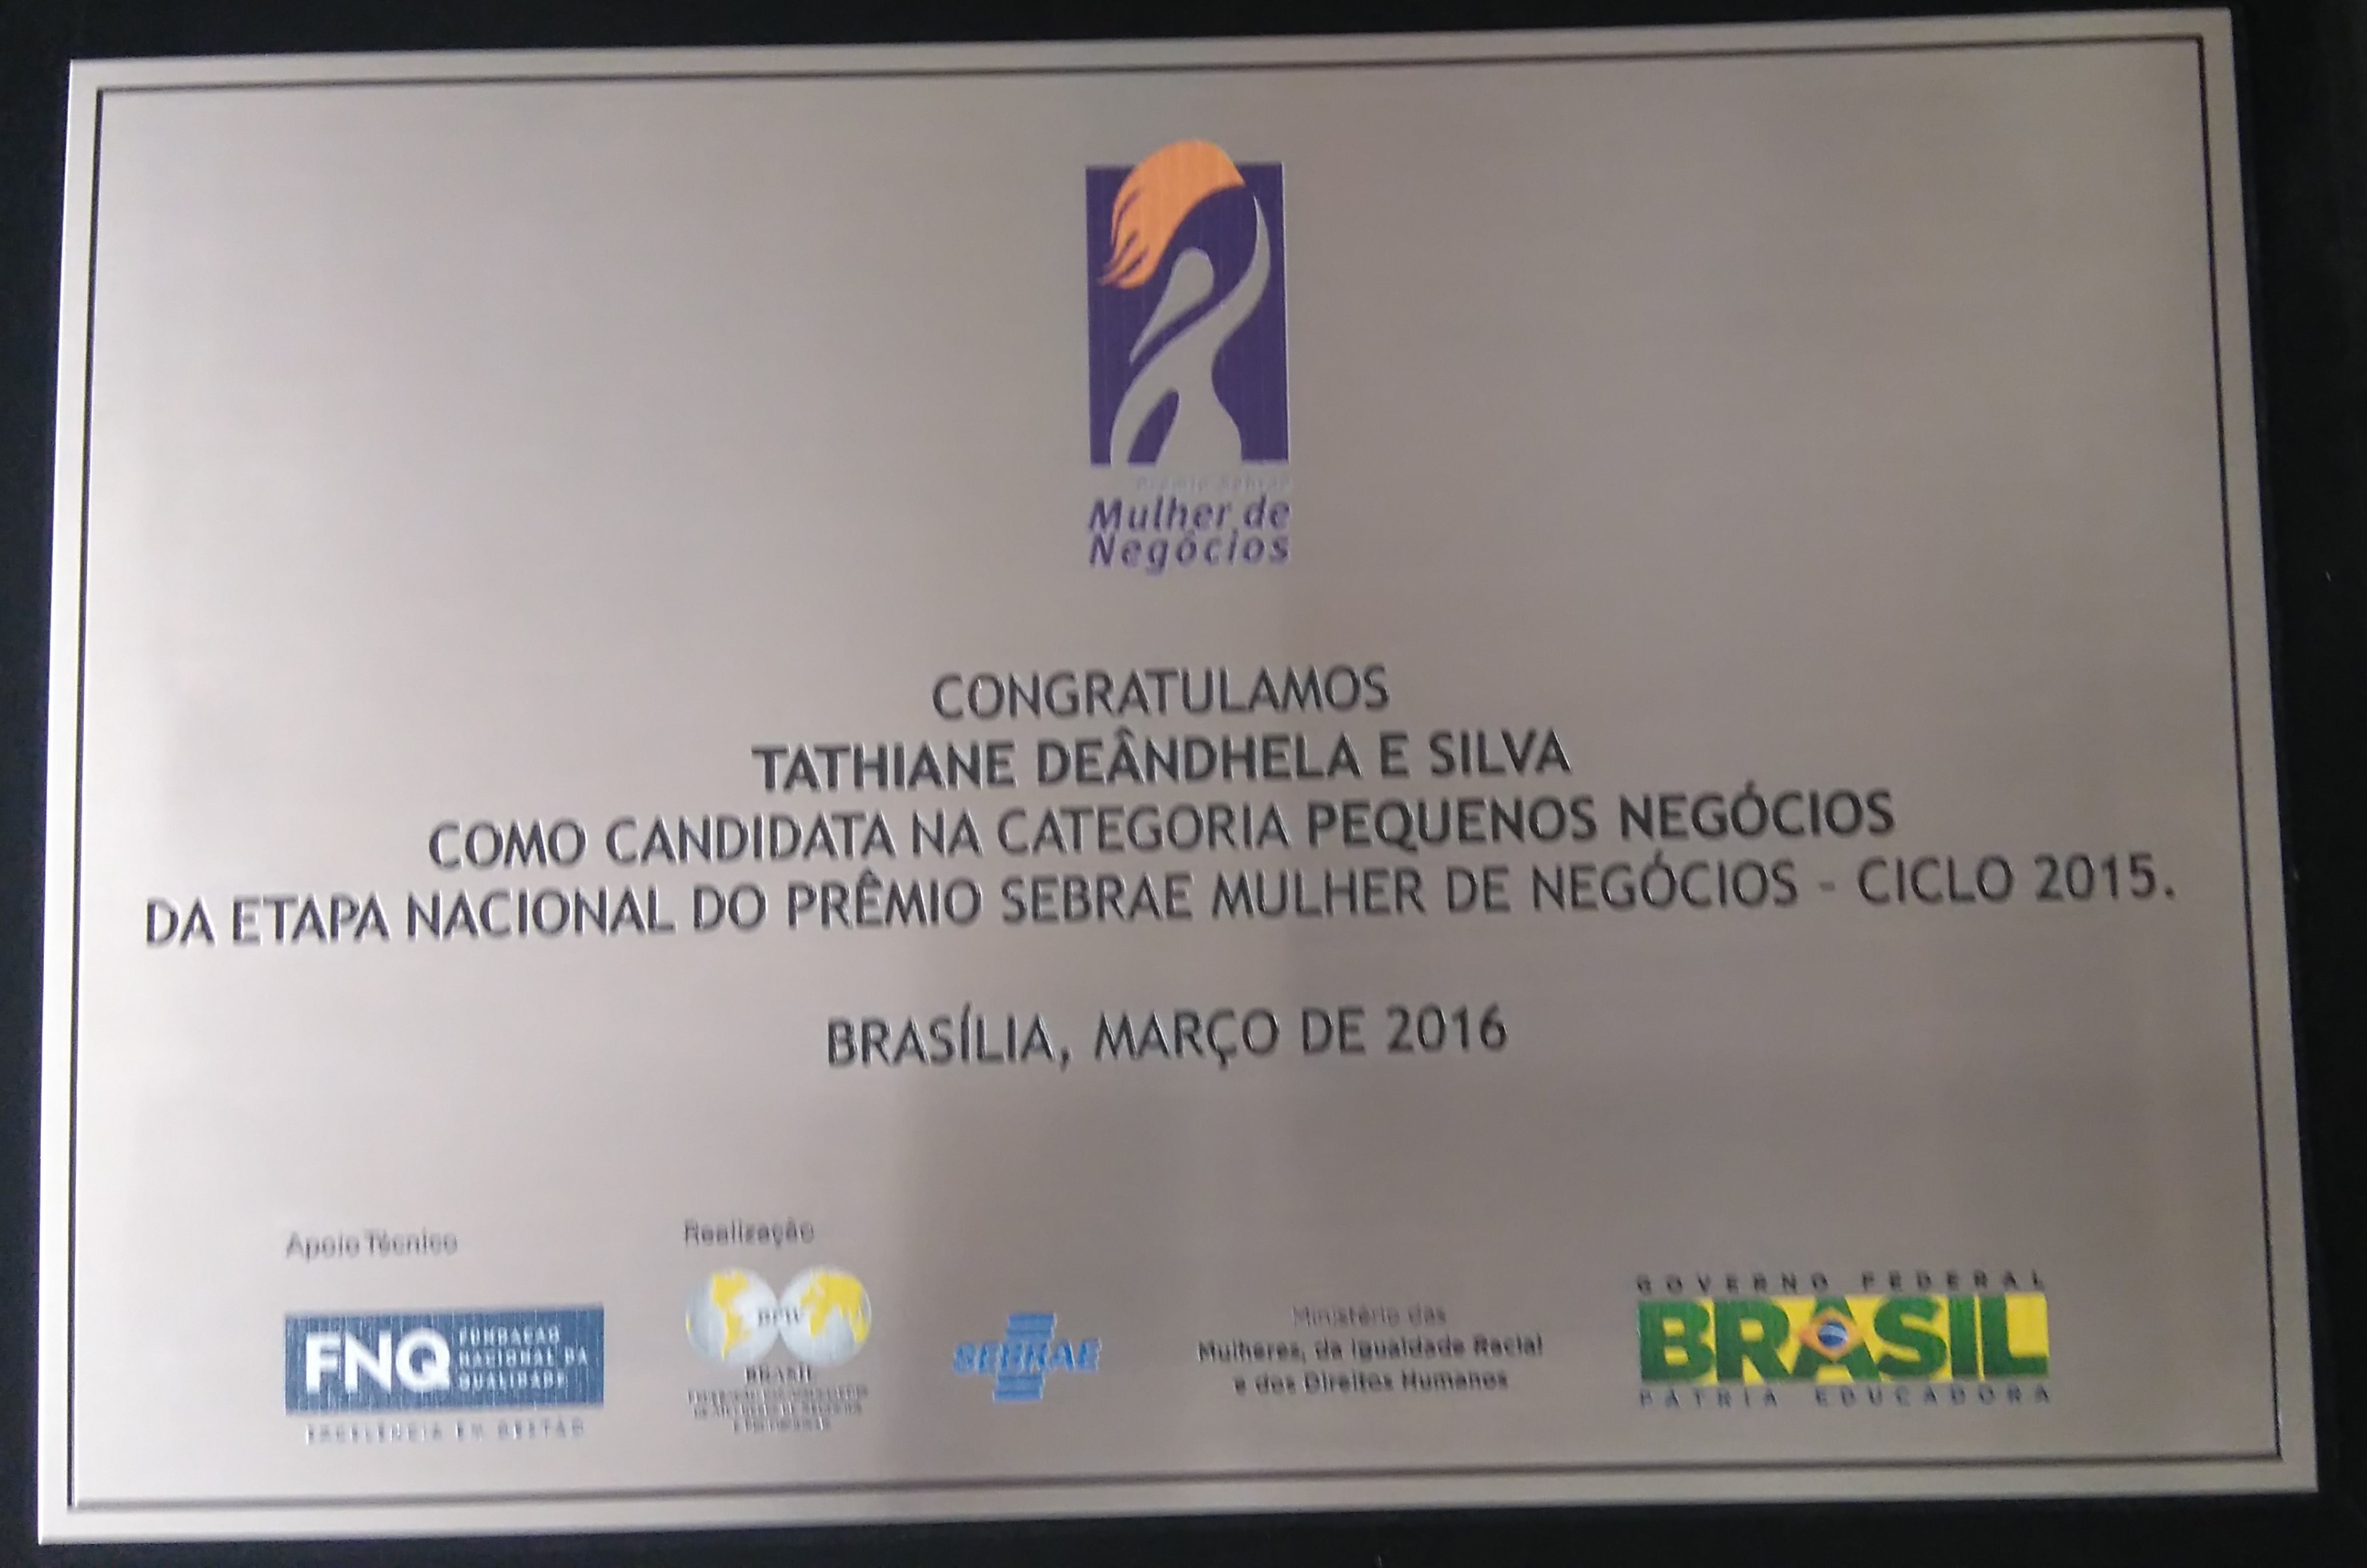 Prêmio Sebrae
Mulher de
Negócios
CONGRATULAMOS
TATHIANE DEÂNDHELA E SILVA
COMO CANDIDATA NA CATEGORIA PEQUENOS NEGÓCIOS
DA ETAPA NACIONAL DO PRÊMIO SEBRAE MULHER DE NEGÓCIOS - CICLO 2015.
BRASÍLIA, MARÇO DE 2016
Apoio Técnico
FNQ
FUNDAÇÃO
NACIONAL DA
QUALIDADE
EXCELÊNCIA EM GESTÃO
Realização
BPW
BRASIL
SEBRAE
Ministério das
Mulheres, da Igualdade Racial
e dos Direitos Humanos
GOVERNO FEDERAL
BRASIL
PÁTRIA EDUCADORA